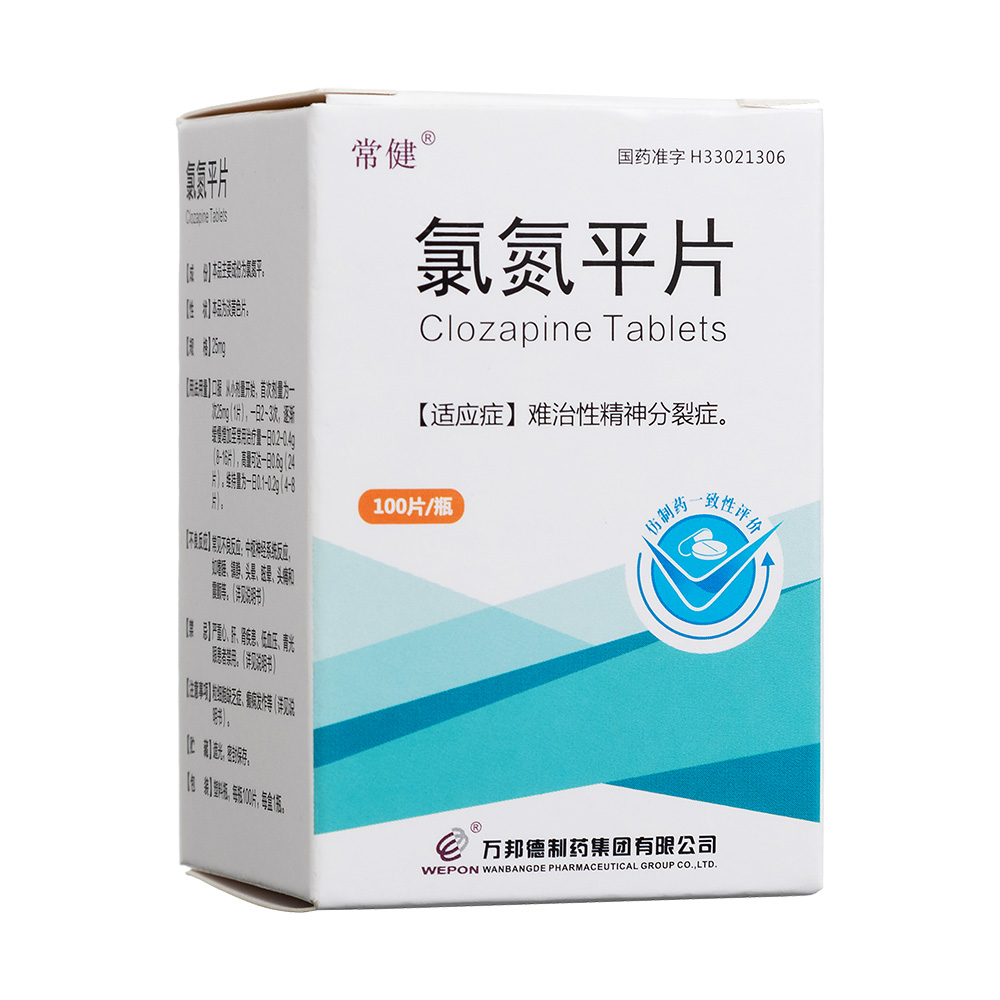 常健®
国药准字 H33021306
氯氮平片
Clozapine Tablets
【适应症】难治性精神分裂症。
100片/瓶
仿制药一致性评价
®
WEPON
万邦德制药集团有限公司
WANBANGDE PHARMACEUTICAL GROUP CO.,LTD.
氯氮平片
Clozapine Tablets
【成 份】本品主要成份为氯氮平。
【性 状】本品为淡黄色片。
【规 格】25mg
【用法用量】口服 从小剂量开始，首次剂量为一
次25mg（1片），一日2～3次，逐渐
缓慢增加至常用治疗量一日0.2-0.4g
（8-16片），高量可达一日0.6g（24
片）。维持量为一日0.1-0.2g（4-8
片）。
【不良反应】常见不良反应：中枢神经系统反应，
如嗜睡、镇静、头晕、眩晕、头痛和
震颤等。（详见说明书）
【禁 忌】严重心、肝、肾疾患、低血压、青光
眼患者禁用。（详见说明书）
【注意事项】粒细胞缺乏症、癫痫发作等（详见说
明书）。
【贮 藏】遮光，密封保存。
【包 装】塑料瓶，每瓶100片，每盒1瓶。